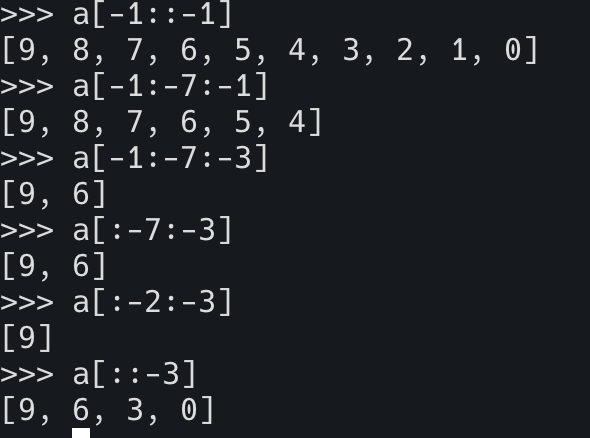 >>> a[-1::-1]
[9, 8, 7, 6, 5, 4, 3, 2, 1, 0]
>>> a[-1:-7:-1]
[9, 8, 7, 6, 5, 4]
>>> a[-1:-7:-3]
[9, 6]
>>> a[:-7:-3]
[9, 6]
>>> a[:-2:-3]
[9]
>>> a[::-3]
[9, 6, 3, 0]